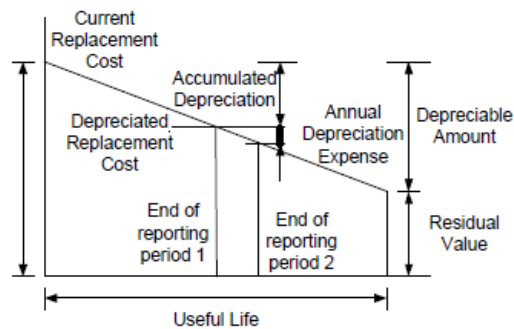 Current
Replacement
Cost
Accumulated
Depreciation
Annual
Depreciation
Expense
Depreciable
Amount
Depreciated
Replacement
Cost
End of
reporting
period 1
End of
reporting
period 2
Residual
Value
Useful Life